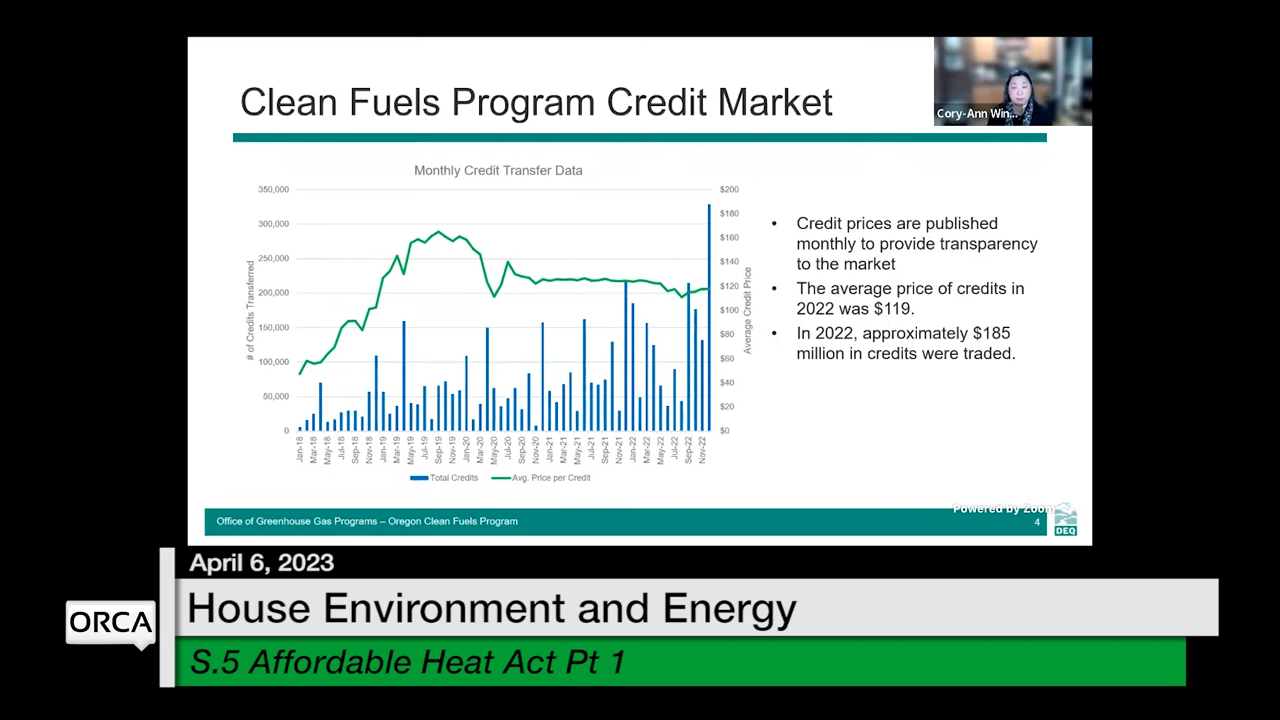 Clean Fuels Program Credit Market
Cory-Ann Win...
Monthly Credit Transfer Data
350,000
300,000
250,000
200,000
150,000
100,000
50,000
0
# of Credits Transferred
$200
$180
$160
$140
$120
$100
$80
$60
$40
$20
$0
Average Credit Price
Jan-18
Mar-18
May-18
Jul-18
Sep-18
Nov-18
Jan-19
Mar-19
May-19
Jul-19
Sep-19
Nov-19
Jan-20
Mar-20
May-20
Jul-20
Sep-20
Nov-20
Jan-21
Mar-21
May-21
Jul-21
Sep-21
Nov-21
Jan-22
Mar-22
May-22
Jul-22
Sep-22
Nov-22
Total Credits
Avg. Price per Credit
• Credit prices are published
monthly to provide transparency
to the market
• The average price of credits in
2022 was $119.
• In 2022, approximately $185
million in credits were traded.
Powered by Zoom
Office of Greenhouse Gas Programs – Oregon Clean Fuels Program
4
DEQ
April 6, 2023
ORCA
House Environment and Energy
S.5 Affordable Heat Act Pt 1